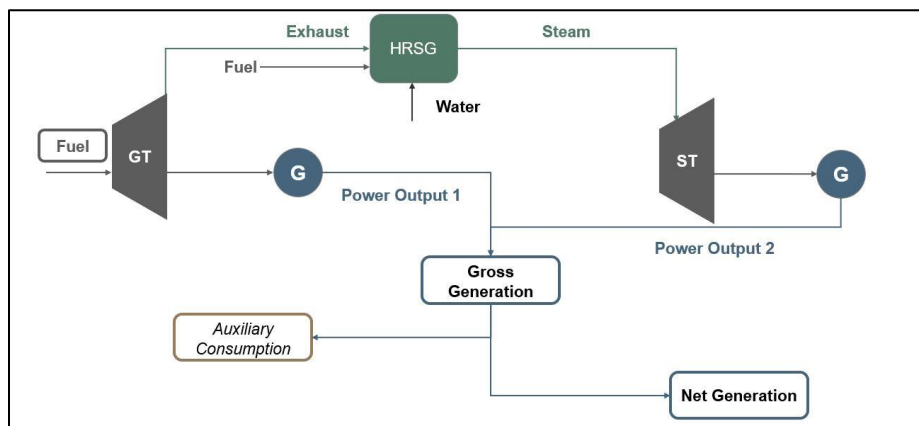 Exhaust
HRSG
Steam
Fuel
Water
Fuel
GT
G
ST
G
Power Output 1
Power Output 2
Gross
Generation
Auxiliary
Consumption
Net Generation